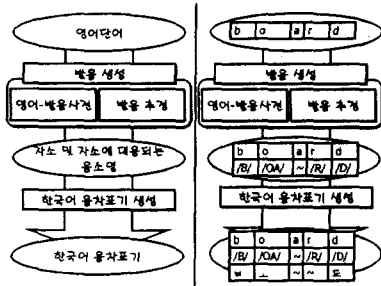 영어단어
발음 생성
영어-발음사전 발음 추정
자소 및 자소에 대응되는
음소열
한국어 음차표기 생성
한국어 음차표기
b o a r d
발음 생성
영어-발음사전 발음 추정
b o a r d
/B/ /OA/ ~ /R/ /D/
한국어 음차표기 생성
b o a r d
/B/ /OA/ ~ /R/ /D/
ㅂ ㅗ ~ ~ 드